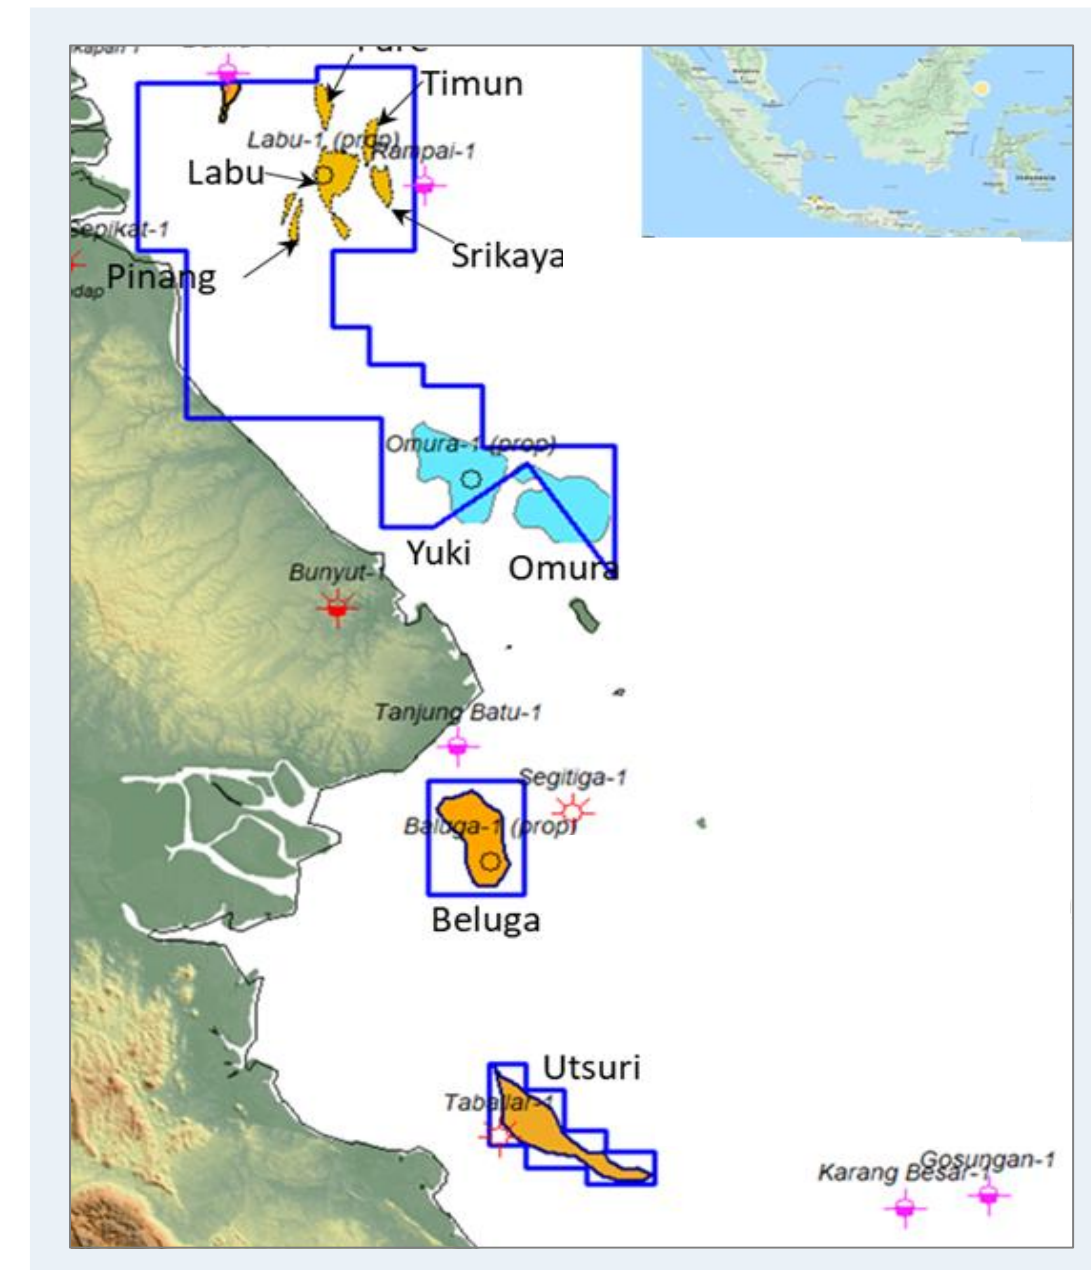 Timun
Labu-1 (prop)
Rampai-1
Labu
Sepikat-1
Srikaya
Pinang
dap
Omura-1 (prop)
Yuki
Omura
Bunyut-1
Tanjung Batu-1
Segitiga-1
Baluga-1 (prop)
Beluga
Utsuri
Taballar-1
Gosungan-1
Karang Besar-1